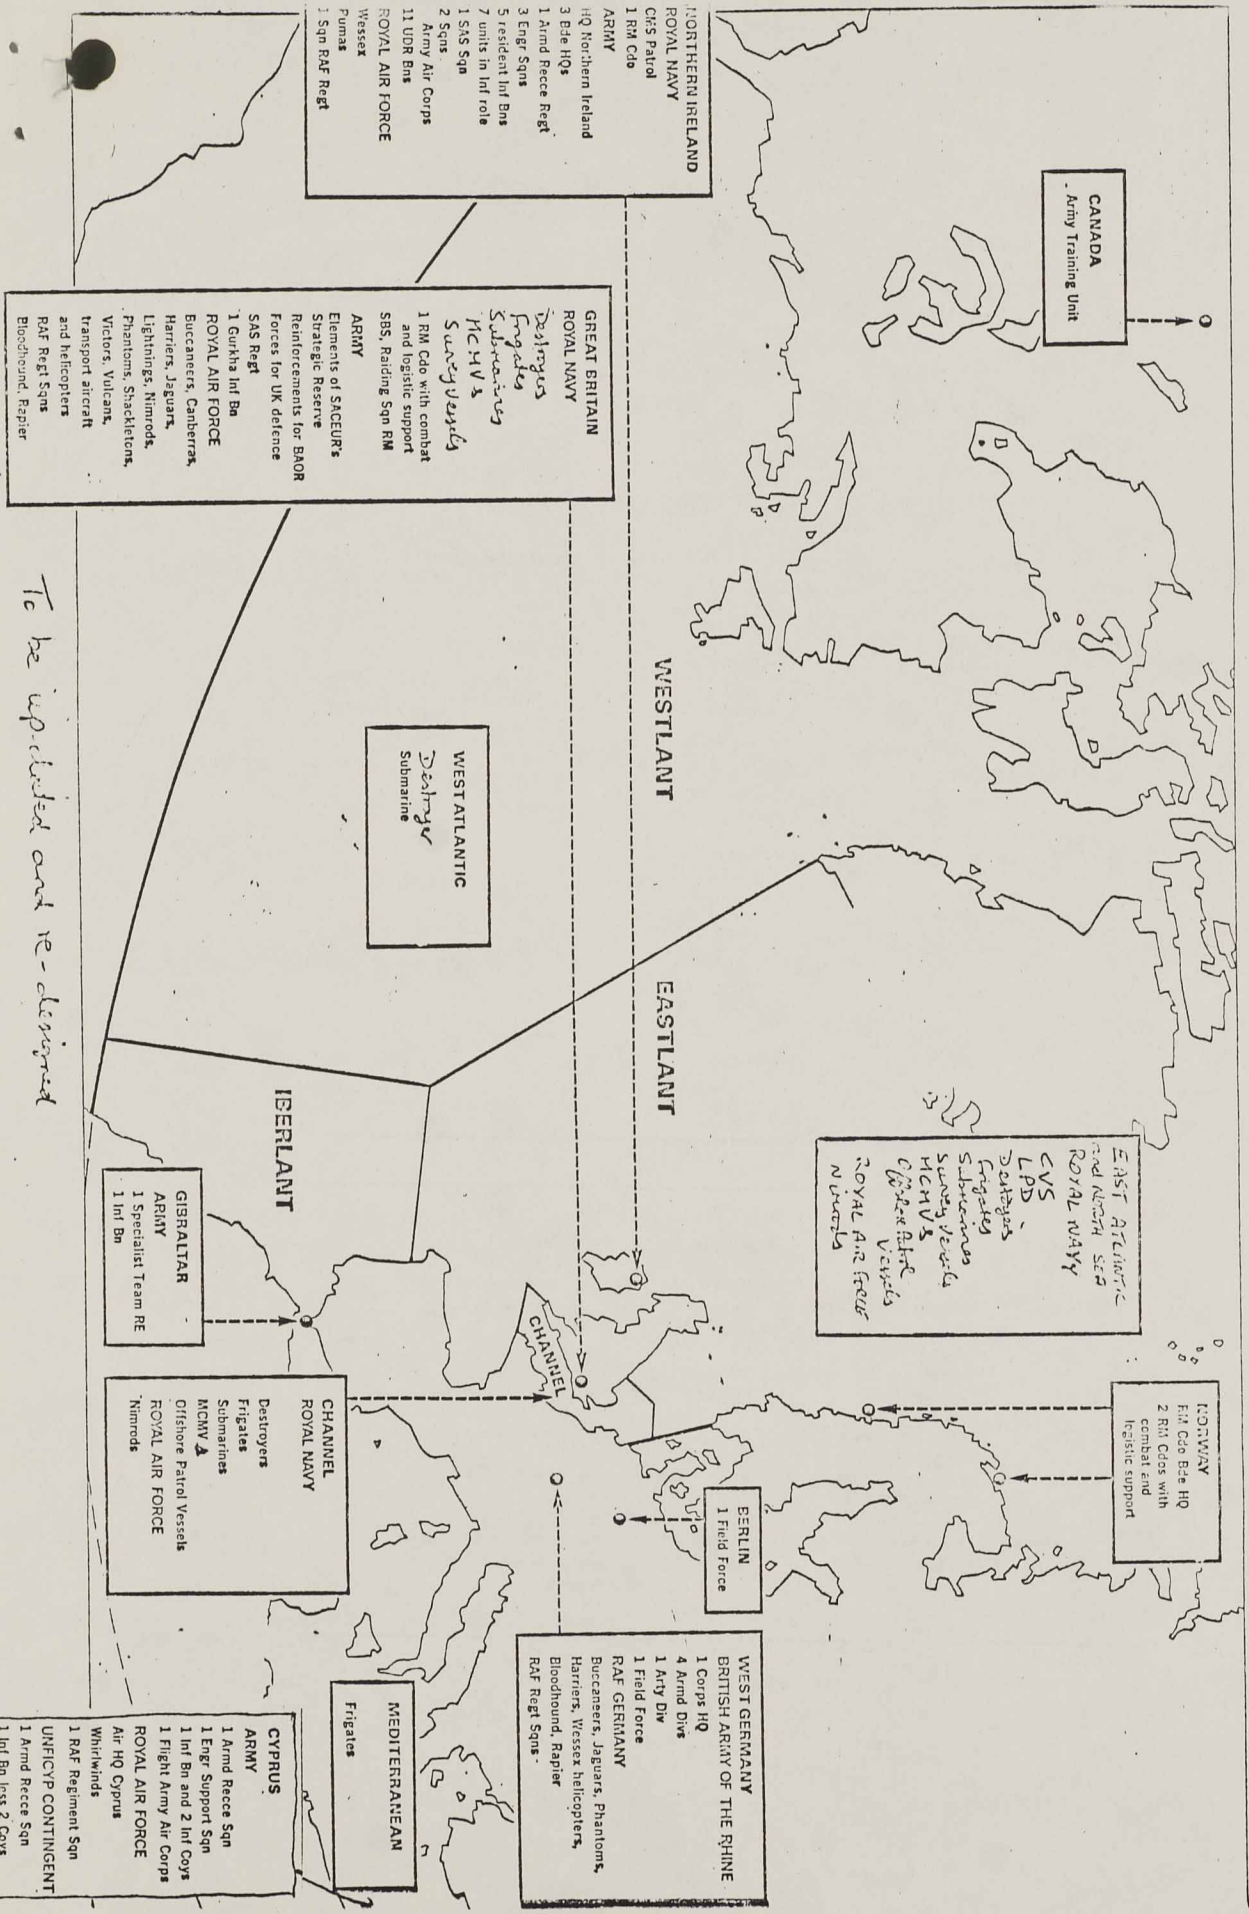 NORTHERN IRELAND
ROYAL NAVY
CMS Patrol
1 RM Cdo
ARMY
HQ Northern Ireland
3 Bde HQs
1 Armd Recce Regt
3 Engr Sqns
5 resident Inf Bns
7 units in Inf role
1 SAS Sqn
2 Sqns
Army Air Corps
11 UDR Bns
ROYAL AIR FORCE
Wessex
Pumas
1 Sqn RAF Regt
CANADA
Army Training Unit
GREAT BRITAIN
ROYAL NAVY
Destroyers
Frigates
Submarines
MCMVs
Survey Vessels
1 RM Cdo with combat
and logistic support
SBS, Raiding Sqn RM
ARMY
Elements of SACEUR's
Strategic Reserve
Reinforcements for BAOR
Forces for UK defence
SAS Regt
1 Gurkha Inf Bn
ROYAL AIR FORCE
Buccaneers, Canberras,
Harriers, Jaguars,
Lightnings, Nimrods,
Phantoms, Shackletons,
Victors, Vulcans,
transport aircraft
and helicopters
RAF Regt Sqns
Bloodhound, Rapier
WESTLANT
WEST ATLANTIC
Destroyer
Submarine
EASTLANT
IBERLANT
EAST ATLANTIC
and NORTH SEA
ROYAL NAVY
CVS
LPD
Destroyers
Frigates
Submarines
Survey Vessels
MCMVs
Offshore Patrol
Vessels
ROYAL AIR FORCE
Nimrods
GIBRALTAR
ARMY
1 Specialist Team RE
1 Inf Bn
CHANNEL
CHANNEL
ROYAL NAVY
Destroyers
Frigates
Submarines
MCMV s
Offshore Patrol Vessels
ROYAL AIR FORCE
Nimrods
NORWAY
RM Cdo Bde HQ
2 RM Cdos with
combat and
logistic support
BERLIN
1 Field Force
WEST GERMANY
BRITISH ARMY OF THE RHINE
1 Corps HQ
4 Armd Divs
1 Arty Div
1 Field Force
RAF GERMANY
Buccaneers, Jaguars, Phantoms,
Harriers, Wessex helicopters,
Bloodhound, Rapier
RAF Regt Sqns
MEDITERRANEAN
Frigates
CYPRUS
ARMY
1 Armd Recce Sqn
1 Engr Support Sqn
1 Inf Bn and 2 Inf Coys
1 Flight Army Air Corps
ROYAL AIR FORCE
Air HQ Cyprus
Whirlwinds
1 RAF Regiment Sqn
UNFICYP CONTINGENT
1 Armd Recce Sqn
1 Inf Bn less 2 Coys
To be updated and re-designed